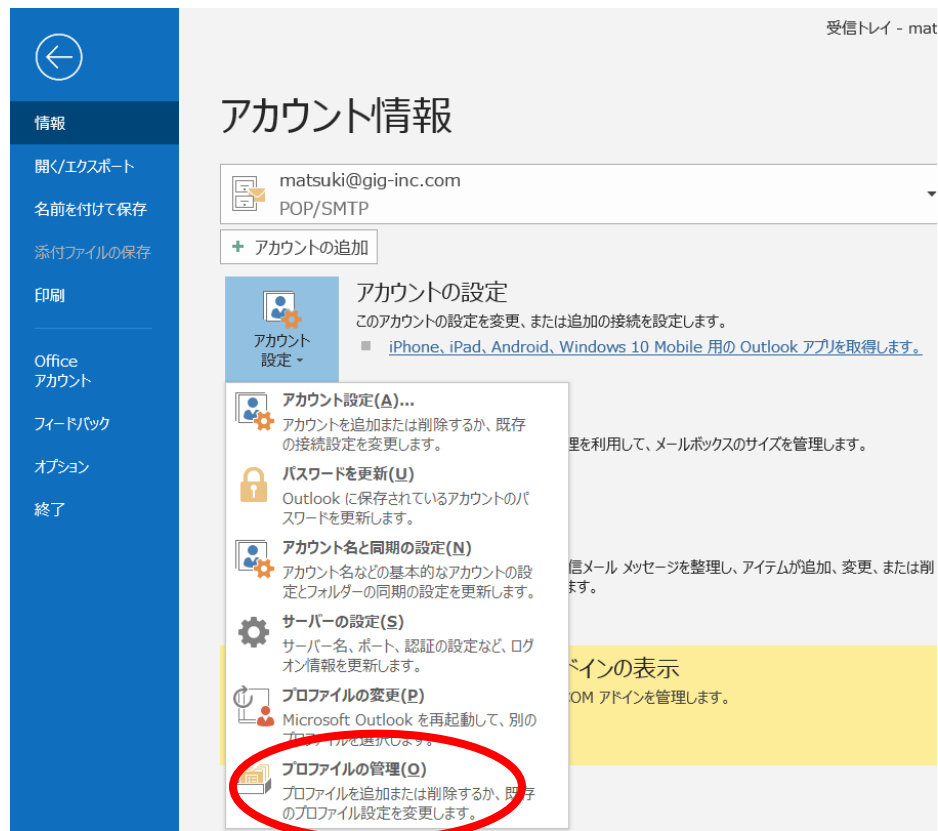 受信トレイ - mat
情報
開く/エクスポート
名前を付けて保存
添付ファイルの保存
印刷
Office
アカウント
フィードバック
オプション
終了
アカウント情報
matsuki@gig-inc.com
POP/SMTP
アカウントの追加
アカウント
設定
アカウントの設定
このアカウントの設定を変更、または追加の接続を設定します。
iPhone、iPad、Android、Windows 10 Mobile 用の Outlook アプリを取得します。
アカウント設定(A)...
アカウントを追加または削除するか、既存
の接続設定を変更します。
パスワードを更新(U)
Outlook に保存されているアカウントのパ
スワードを更新します。
アカウント名と同期の設定(N)
アカウント名などの基本的なアカウントの設
定とフォルダーの同期の設定を更新します。
サーバーの設定(S)
サーバー名、ポート、認証の設定など、ログ
オン情報を更新します。
プロファイルの変更(P)
Microsoft Outlook を再起動して、別の
プロファイルを選択します。
プロファイルの管理(O)
プロファイルを追加または削除するか、既存
のプロファイル設定を変更します。
理を利用して、メールボックスのサイズを管理します。
信メール メッセージを整理し、アイテムが追加、変更、または削
ます。
ドインの表示
COM アドインを管理します。